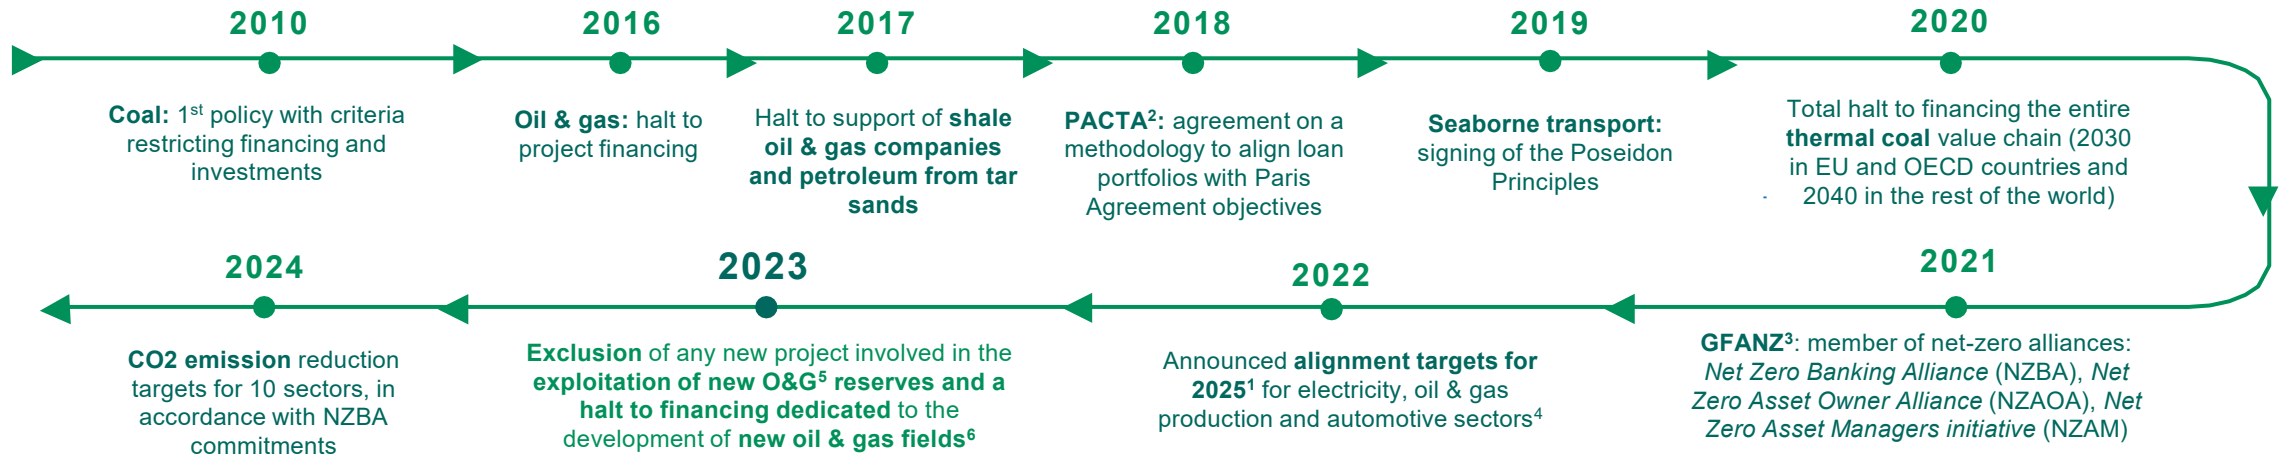 2010
Coal: 1st policy with criteria
restricting financing and
investments
2016
Oil & gas: halt to
project financing
2017
Halt to support of shale
oil & gas companies
and petroleum from tar
sands
2018
PACTA²: agreement on a
methodology to align loan
portfolios with Paris
Agreement objectives
2019
Seaborne transport:
signing of the Poseidon
Principles
2020
Total halt to financing the entire
thermal coal value chain (2030
in EU and OECD countries and
2040 in the rest of the world)
2021
GFANZ³: member of net-zero alliances:
Net Zero Banking Alliance (NZBA), Net
Zero Asset Owner Alliance (NZAOA), Net
Zero Asset Managers initiative (NZAM)
2022
Announced alignment targets for
2025¹ for electricity, oil & gas
production and automotive sectors⁴
2023
Exclusion of any new project involved in the
exploitation of new O&G⁵ reserves and a
halt to financing dedicated to the
development of new oil & gas fields⁶
2024
CO2 emission reduction
targets for 10 sectors, in
accordance with NZBA
commitments